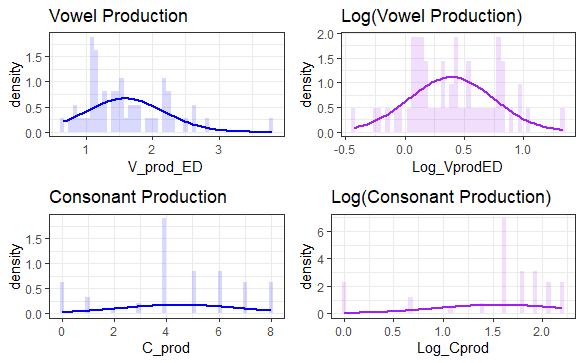 Vowel Production
Log(Vowel Production)
density
1.5
1.0
0.5
0.0
1
2
3
V_prod_ED
density
2.0
1.5
1.0
0.5
0.0
-0.5
0.0
0.5
1.0
Log_VprodED
Consonant Production
Log(Consonant Production)
density
1.5
1.0
0.5
0.0
0
2
4
6
8
C_prod
density
6
4
2
0
0.0
0.5
1.0
1.5
2.0
Log_Cprod